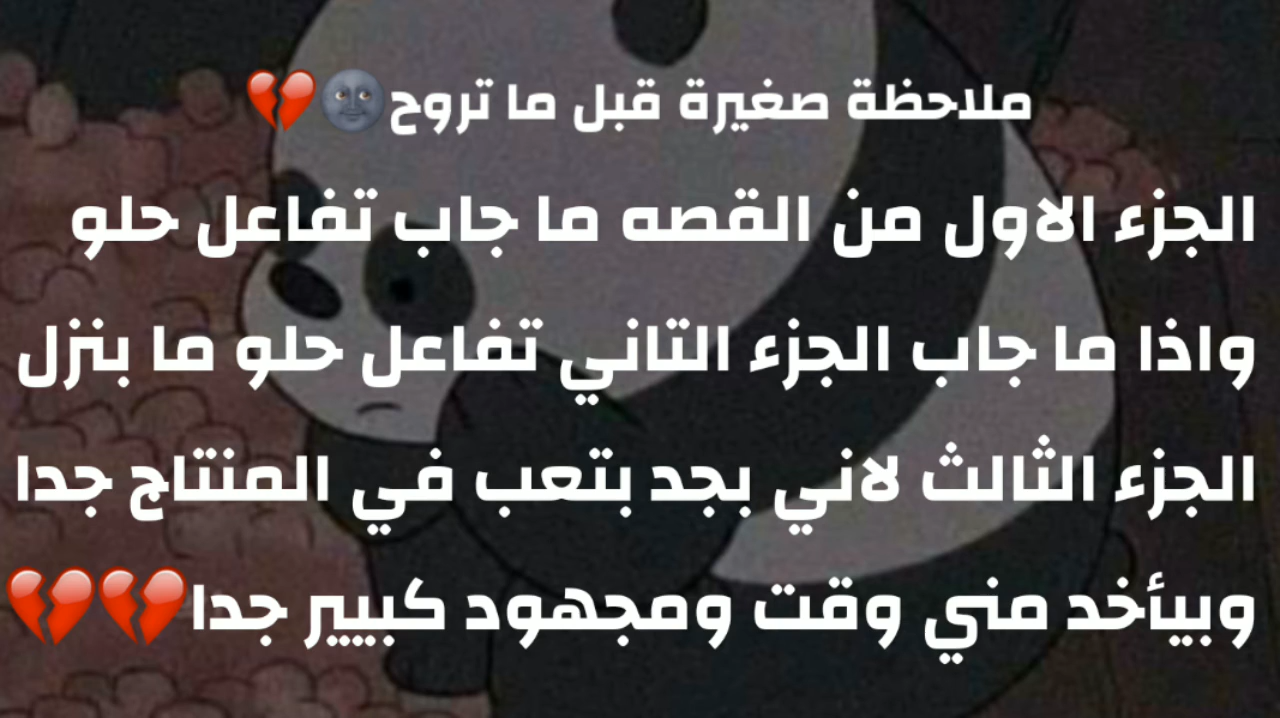 ملاحظة صغيرة قبل ما تروح🌚💔
الجزء الاول من القصه ما جاب تفاعل حلو
واذا ما جاب الجزء التاني تفاعل حلو ما بنزل
الجزء الثالث لاني بجد بتعب في المنتاج جدا
وبيأخد مني وقت ومجهود كبيير جدا💔💔